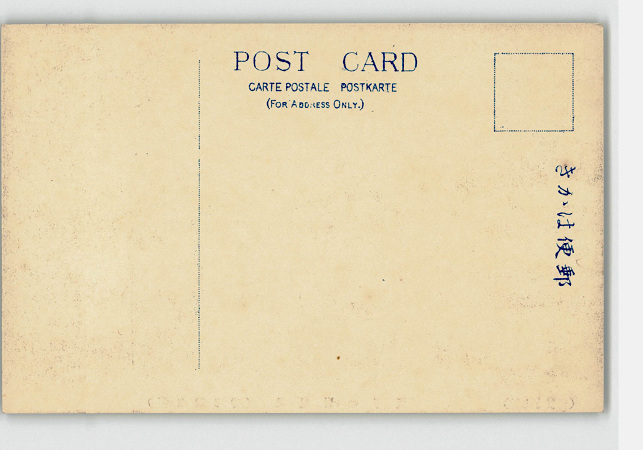 POST CARD
CARTE POSTALE POSTKARTE
(FOR ADDRESS ONLY.)
郵便はかき